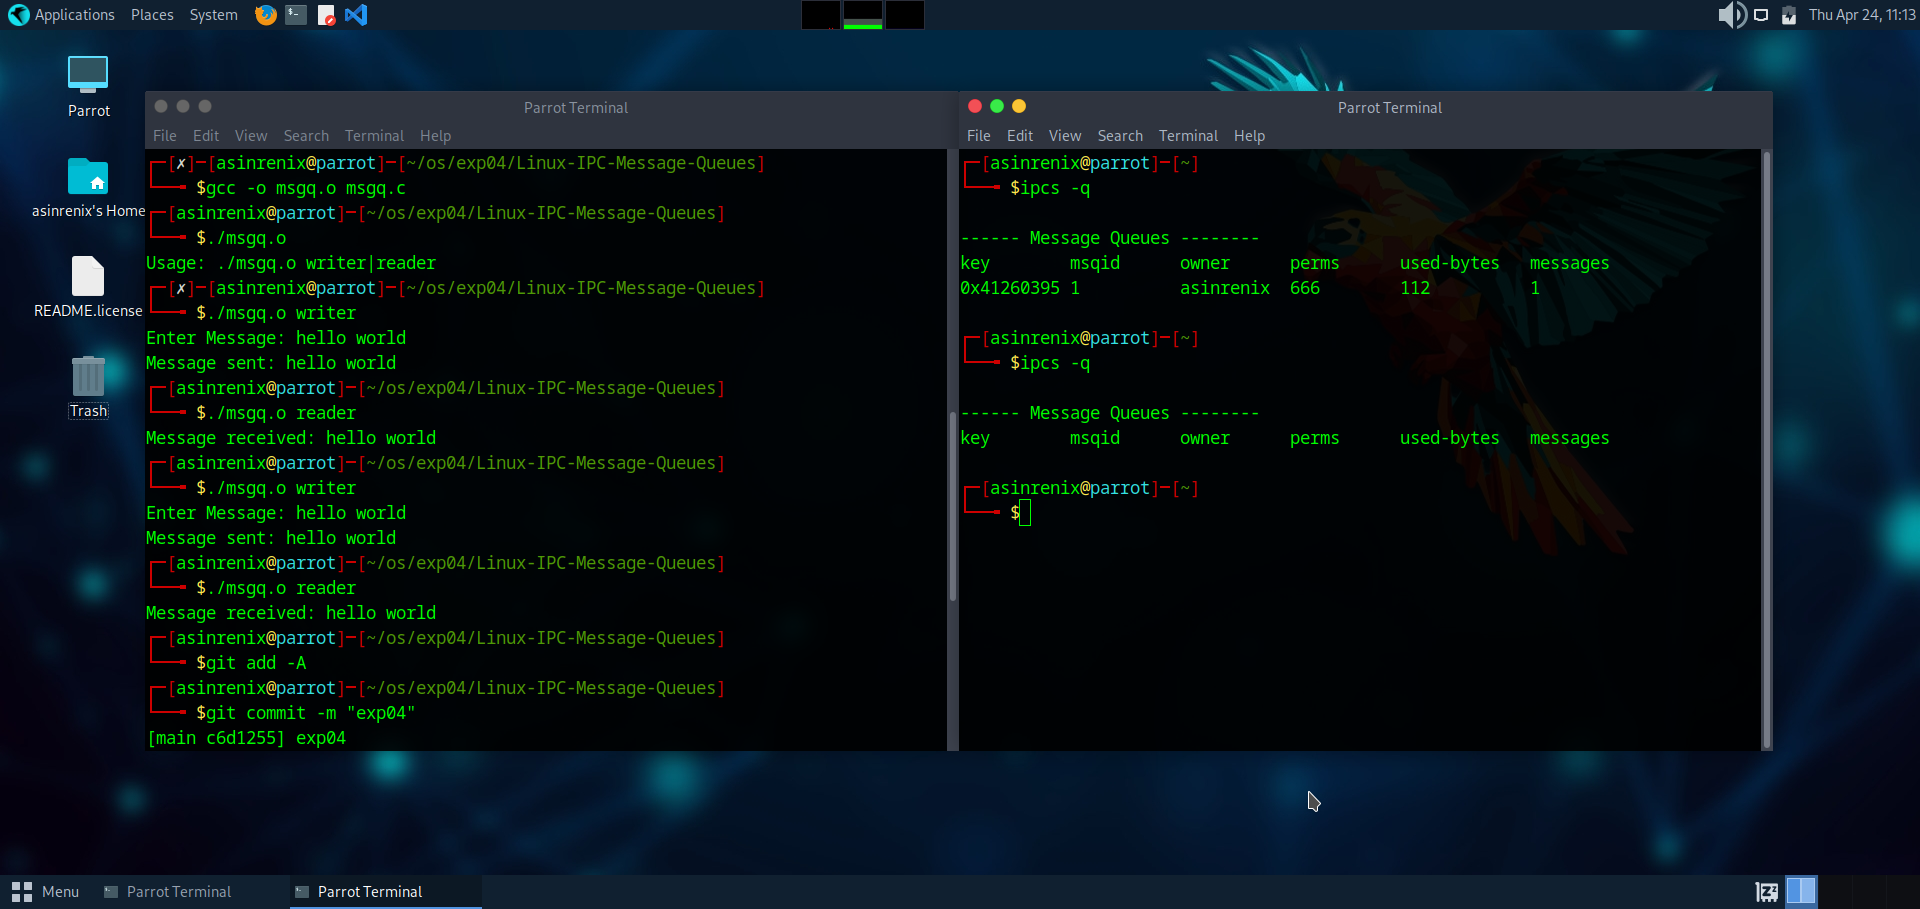 Applications Places System Thu Apr 24, 11:13
Parrot
asinrenix's Home
README.license
Trash
Parrot Terminal
File Edit View Search Terminal Help
┌─[✗]─[asinrenix@parrot]─[~/os/exp04/Linux-IPC-Message-Queues]
└──╼ $gcc -o msgq.o msgq.c
┌─[asinrenix@parrot]─[~/os/exp04/Linux-IPC-Message-Queues]
└──╼ $./msgq.o
Usage: ./msgq.o writer|reader
┌─[✗]─[asinrenix@parrot]─[~/os/exp04/Linux-IPC-Message-Queues]
└──╼ $./msgq.o writer
Enter Message: hello world
Message sent: hello world
┌─[asinrenix@parrot]─[~/os/exp04/Linux-IPC-Message-Queues]
└──╼ $./msgq.o reader
Message received: hello world
┌─[asinrenix@parrot]─[~/os/exp04/Linux-IPC-Message-Queues]
└──╼ $./msgq.o writer
Enter Message: hello world
Message sent: hello world
┌─[asinrenix@parrot]─[~/os/exp04/Linux-IPC-Message-Queues]
└──╼ $./msgq.o reader
Message received: hello world
┌─[asinrenix@parrot]─[~/os/exp04/Linux-IPC-Message-Queues]
└──╼ $git add -A
┌─[asinrenix@parrot]─[~/os/exp04/Linux-IPC-Message-Queues]
└──╼ $git commit -m "exp04"
[main c6d1255] exp04
Parrot Terminal
File Edit View Search Terminal Help
┌─[asinrenix@parrot]─[~]
└──╼ $ipcs -q
------ Message Queues --------
key msqid owner perms used-bytes messages
0x41260395 1 asinrenix 666 112 1
┌─[asinrenix@parrot]─[~]
└──╼ $ipcs -q
------ Message Queues --------
key msqid owner perms used-bytes messages
┌─[asinrenix@parrot]─[~]
└──╼ $
Menu Parrot Terminal Parrot Terminal